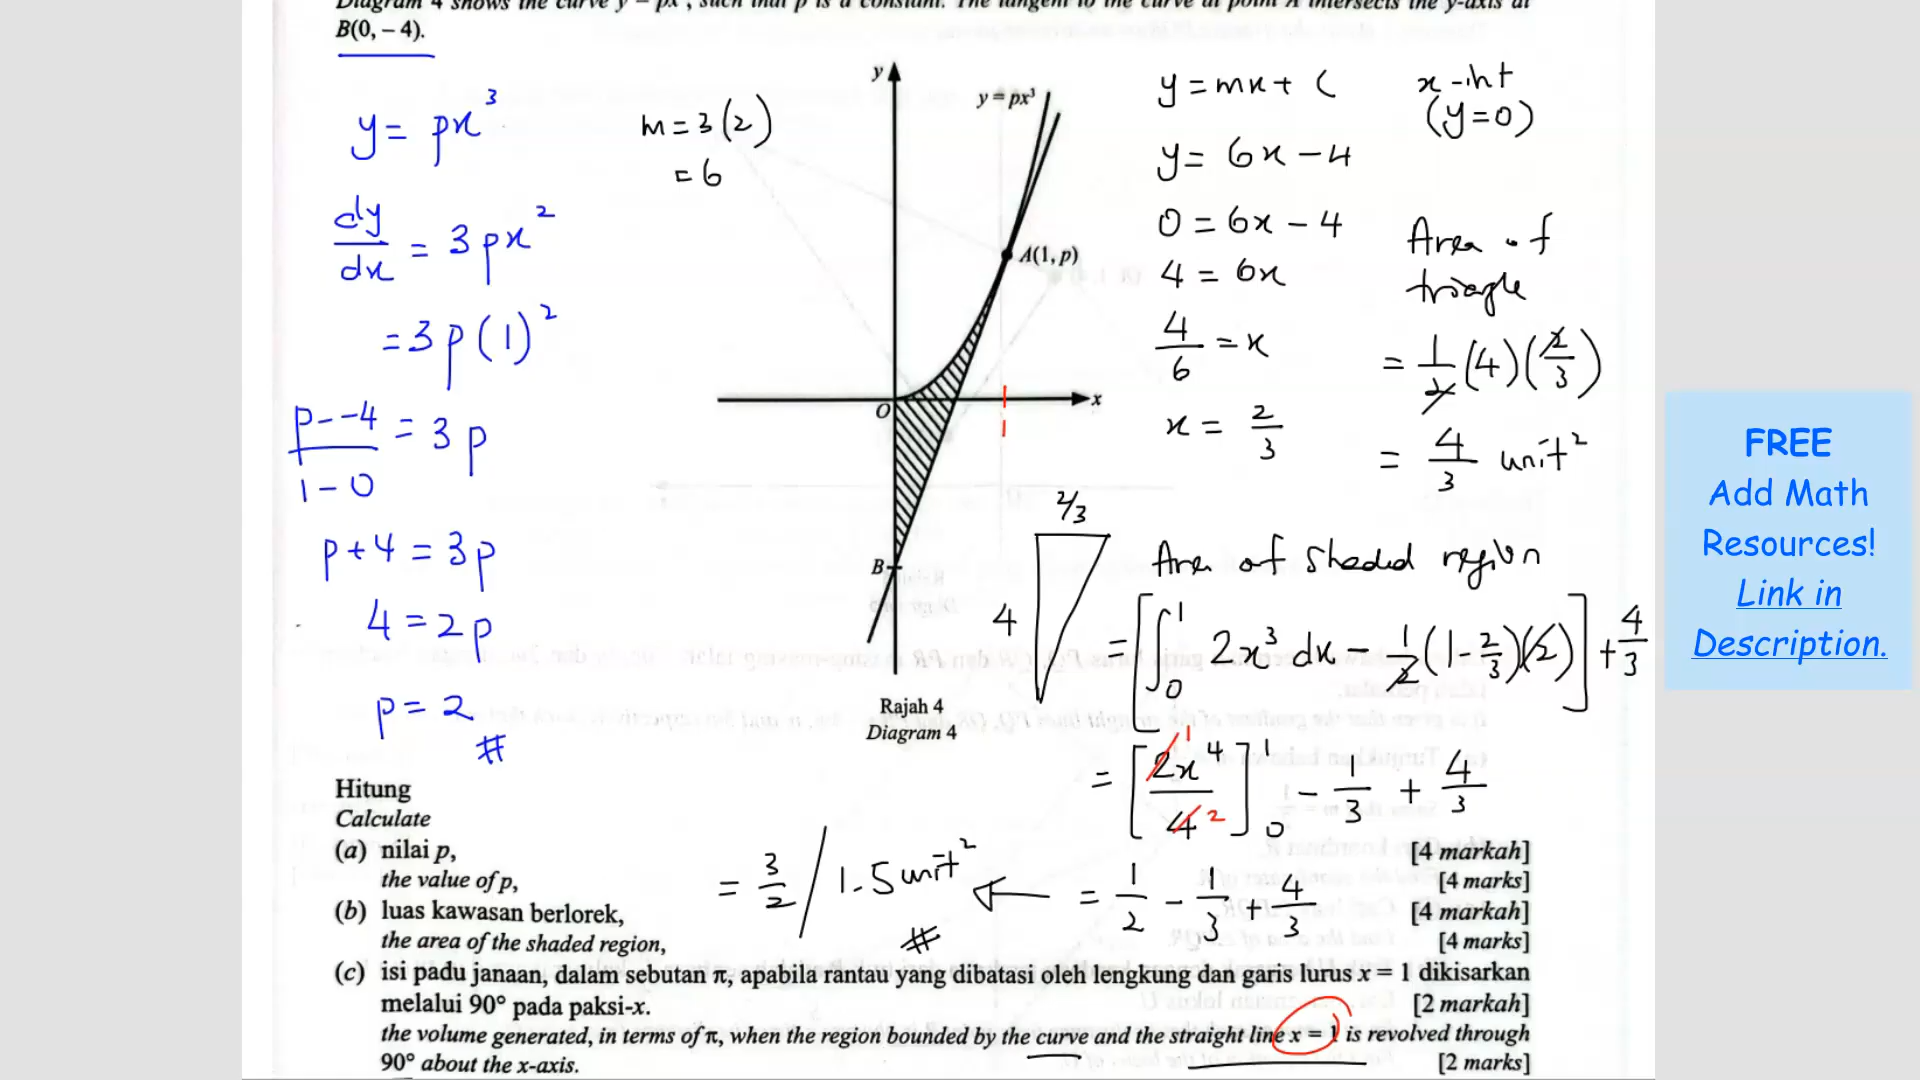 Diagram 4 shows the curve y = px³, such that p is a constant. The tangent to the curve at point A intersects the y-axis at
B(0, – 4).
y = px³
dy/dx = 3px²
= 3p(1)²
p - -4 / 1 - 0 = 3p
p + 4 = 3p
4 = 2p
p = 2
#
m = 3(2)
= 6
y
y = px³
A(1, p)
O
x
B
Rajah 4
Diagram 4
y = mx + c
y = 6x - 4
0 = 6x - 4
4 = 6x
4/6 = x
x = 2/3
x-int
(y=0)
Area of
triangle
= 1/2 (4)(2/3)
= 4/3 unit²
2/3
4
Area of shaded region
= [∫₀¹ 2x³ dx - 1/2 (1 - 2/3)(2)] + 4/3
= [2x⁴/4]₀¹ - 1/3 + 4/3
1
2
= 1/2 - 1/3 + 4/3
= 3/2 / 1.5 unit²
#
Hitung
Calculate
(a) nilai p, [4 markah]
the value of p, [4 marks]
(b) luas kawasan berlorek, [4 markah]
the area of the shaded region, [4 marks]
(c) isi padu janaan, dalam sebutan π, apabila rantau yang dibatasi oleh lengkung dan garis lurus x = 1 dikisarkan
melalui 90° pada paksi-x. [2 markah]
the volume generated, in terms of π, when the region bounded by the curve and the straight line x = 1 is revolved through
90° about the x-axis. [2 marks]
FREE
Add Math
Resources!
Link in
Description.